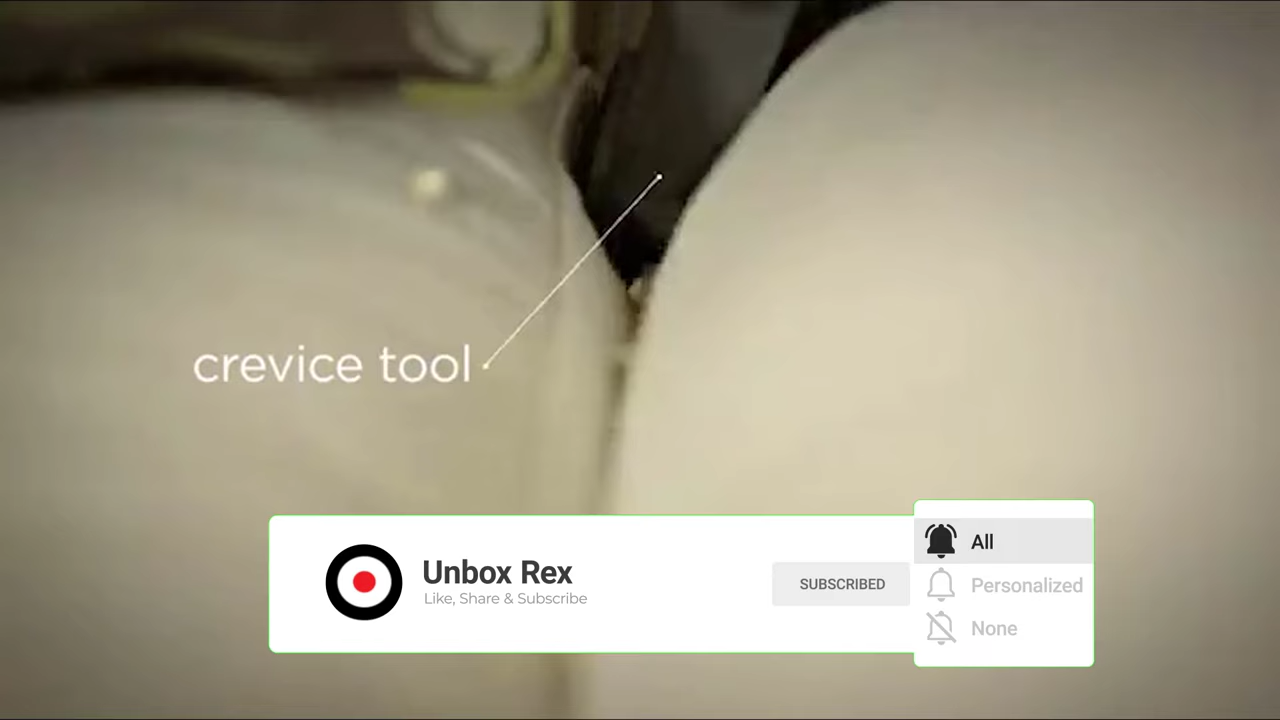 crevice tool
Unbox Rex
Like, Share & Subscribe
SUBSCRIBED
All
Personalized
None